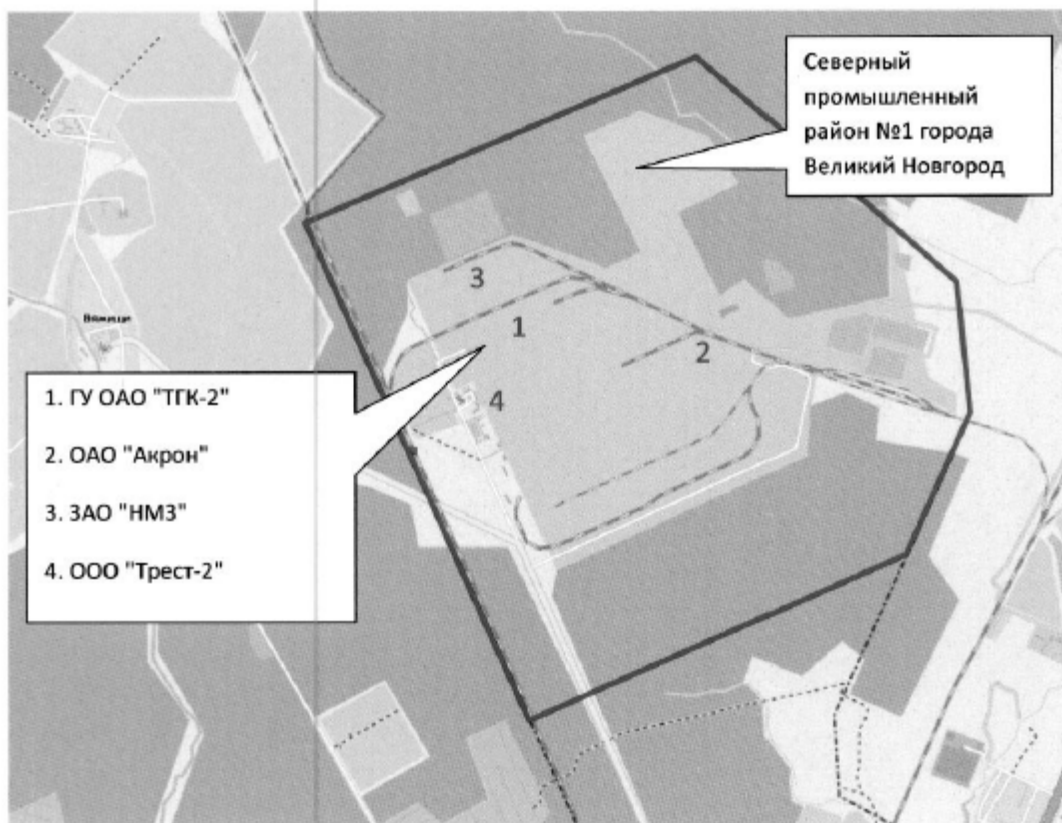 Северный
промышленный
район №1 города
Великий Новгород
3
1
2
4
Вяжищи
1. ГУ ОАО "ТГК-2"
2. ОАО "Акрон"
3. ЗАО "НМЗ"
4. ООО "Трест-2"